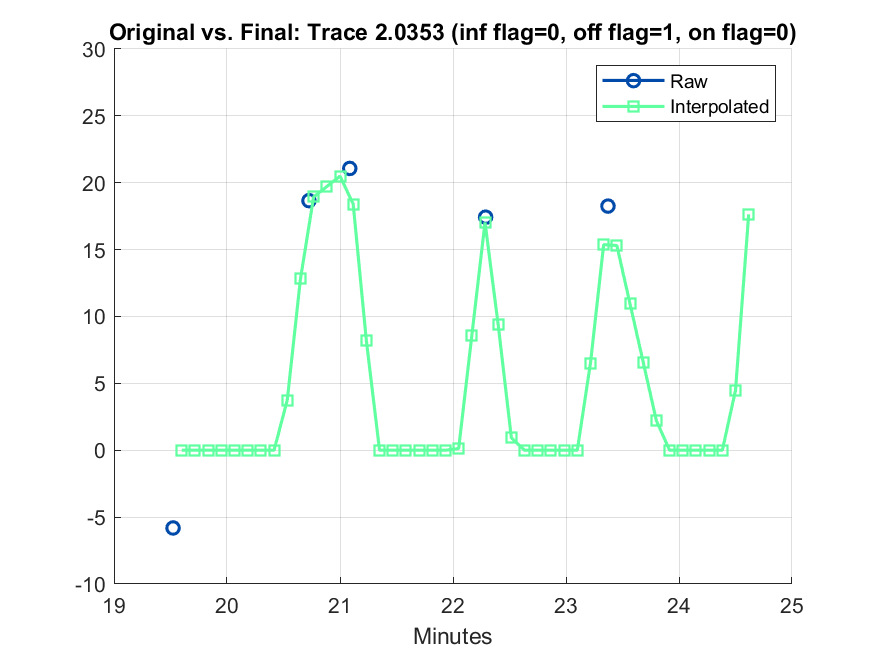 Original vs. Final: Trace 2.0353 (inf flag=0, off flag=1, on flag=0)
30
25
20
15
10
5
0
-5
-10
Raw
Interpolated
19 20 21 22 23 24 25
Minutes